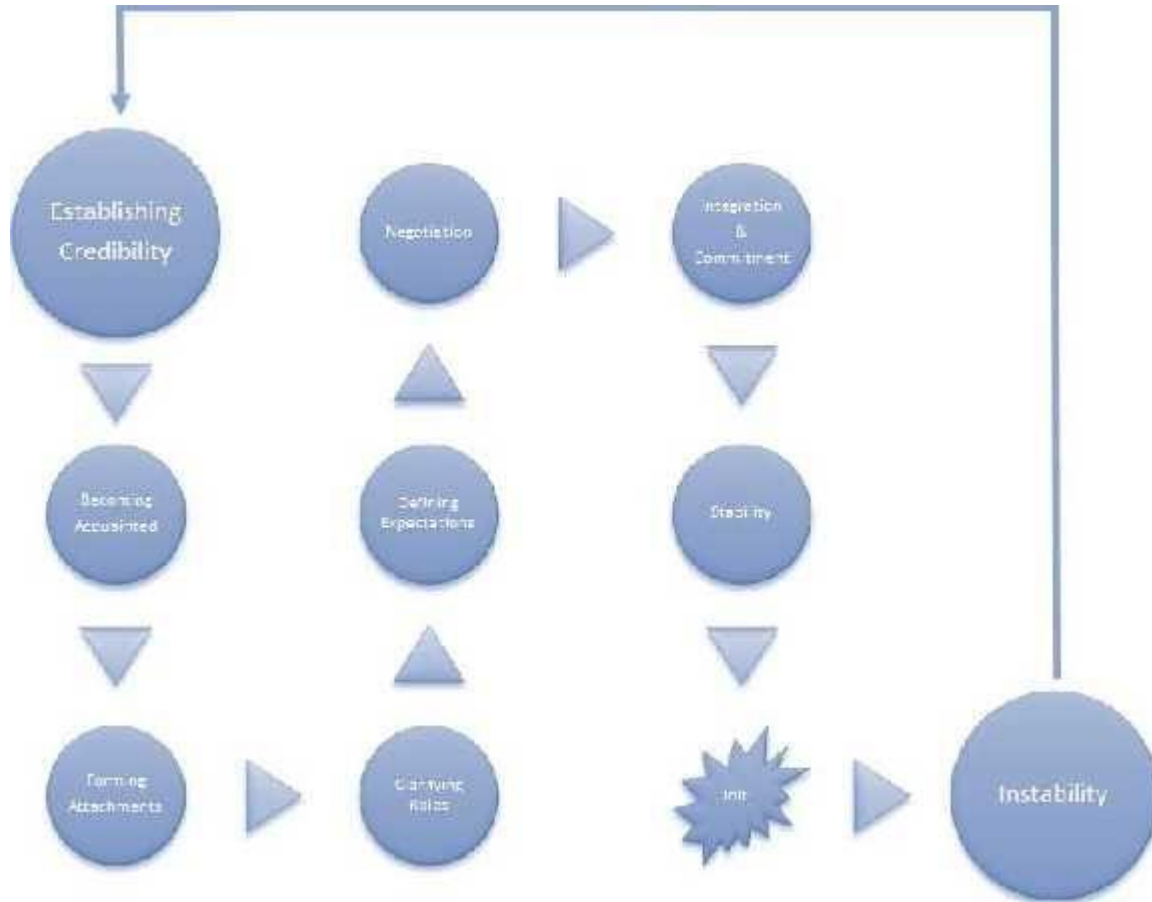 Establishing
Credibility
Becoming
Acquainted
Forming
Attachments
Clarifying
Roles
Defining
Expectations
Negotiation
Integration
&
Commitment
Stability
Instability